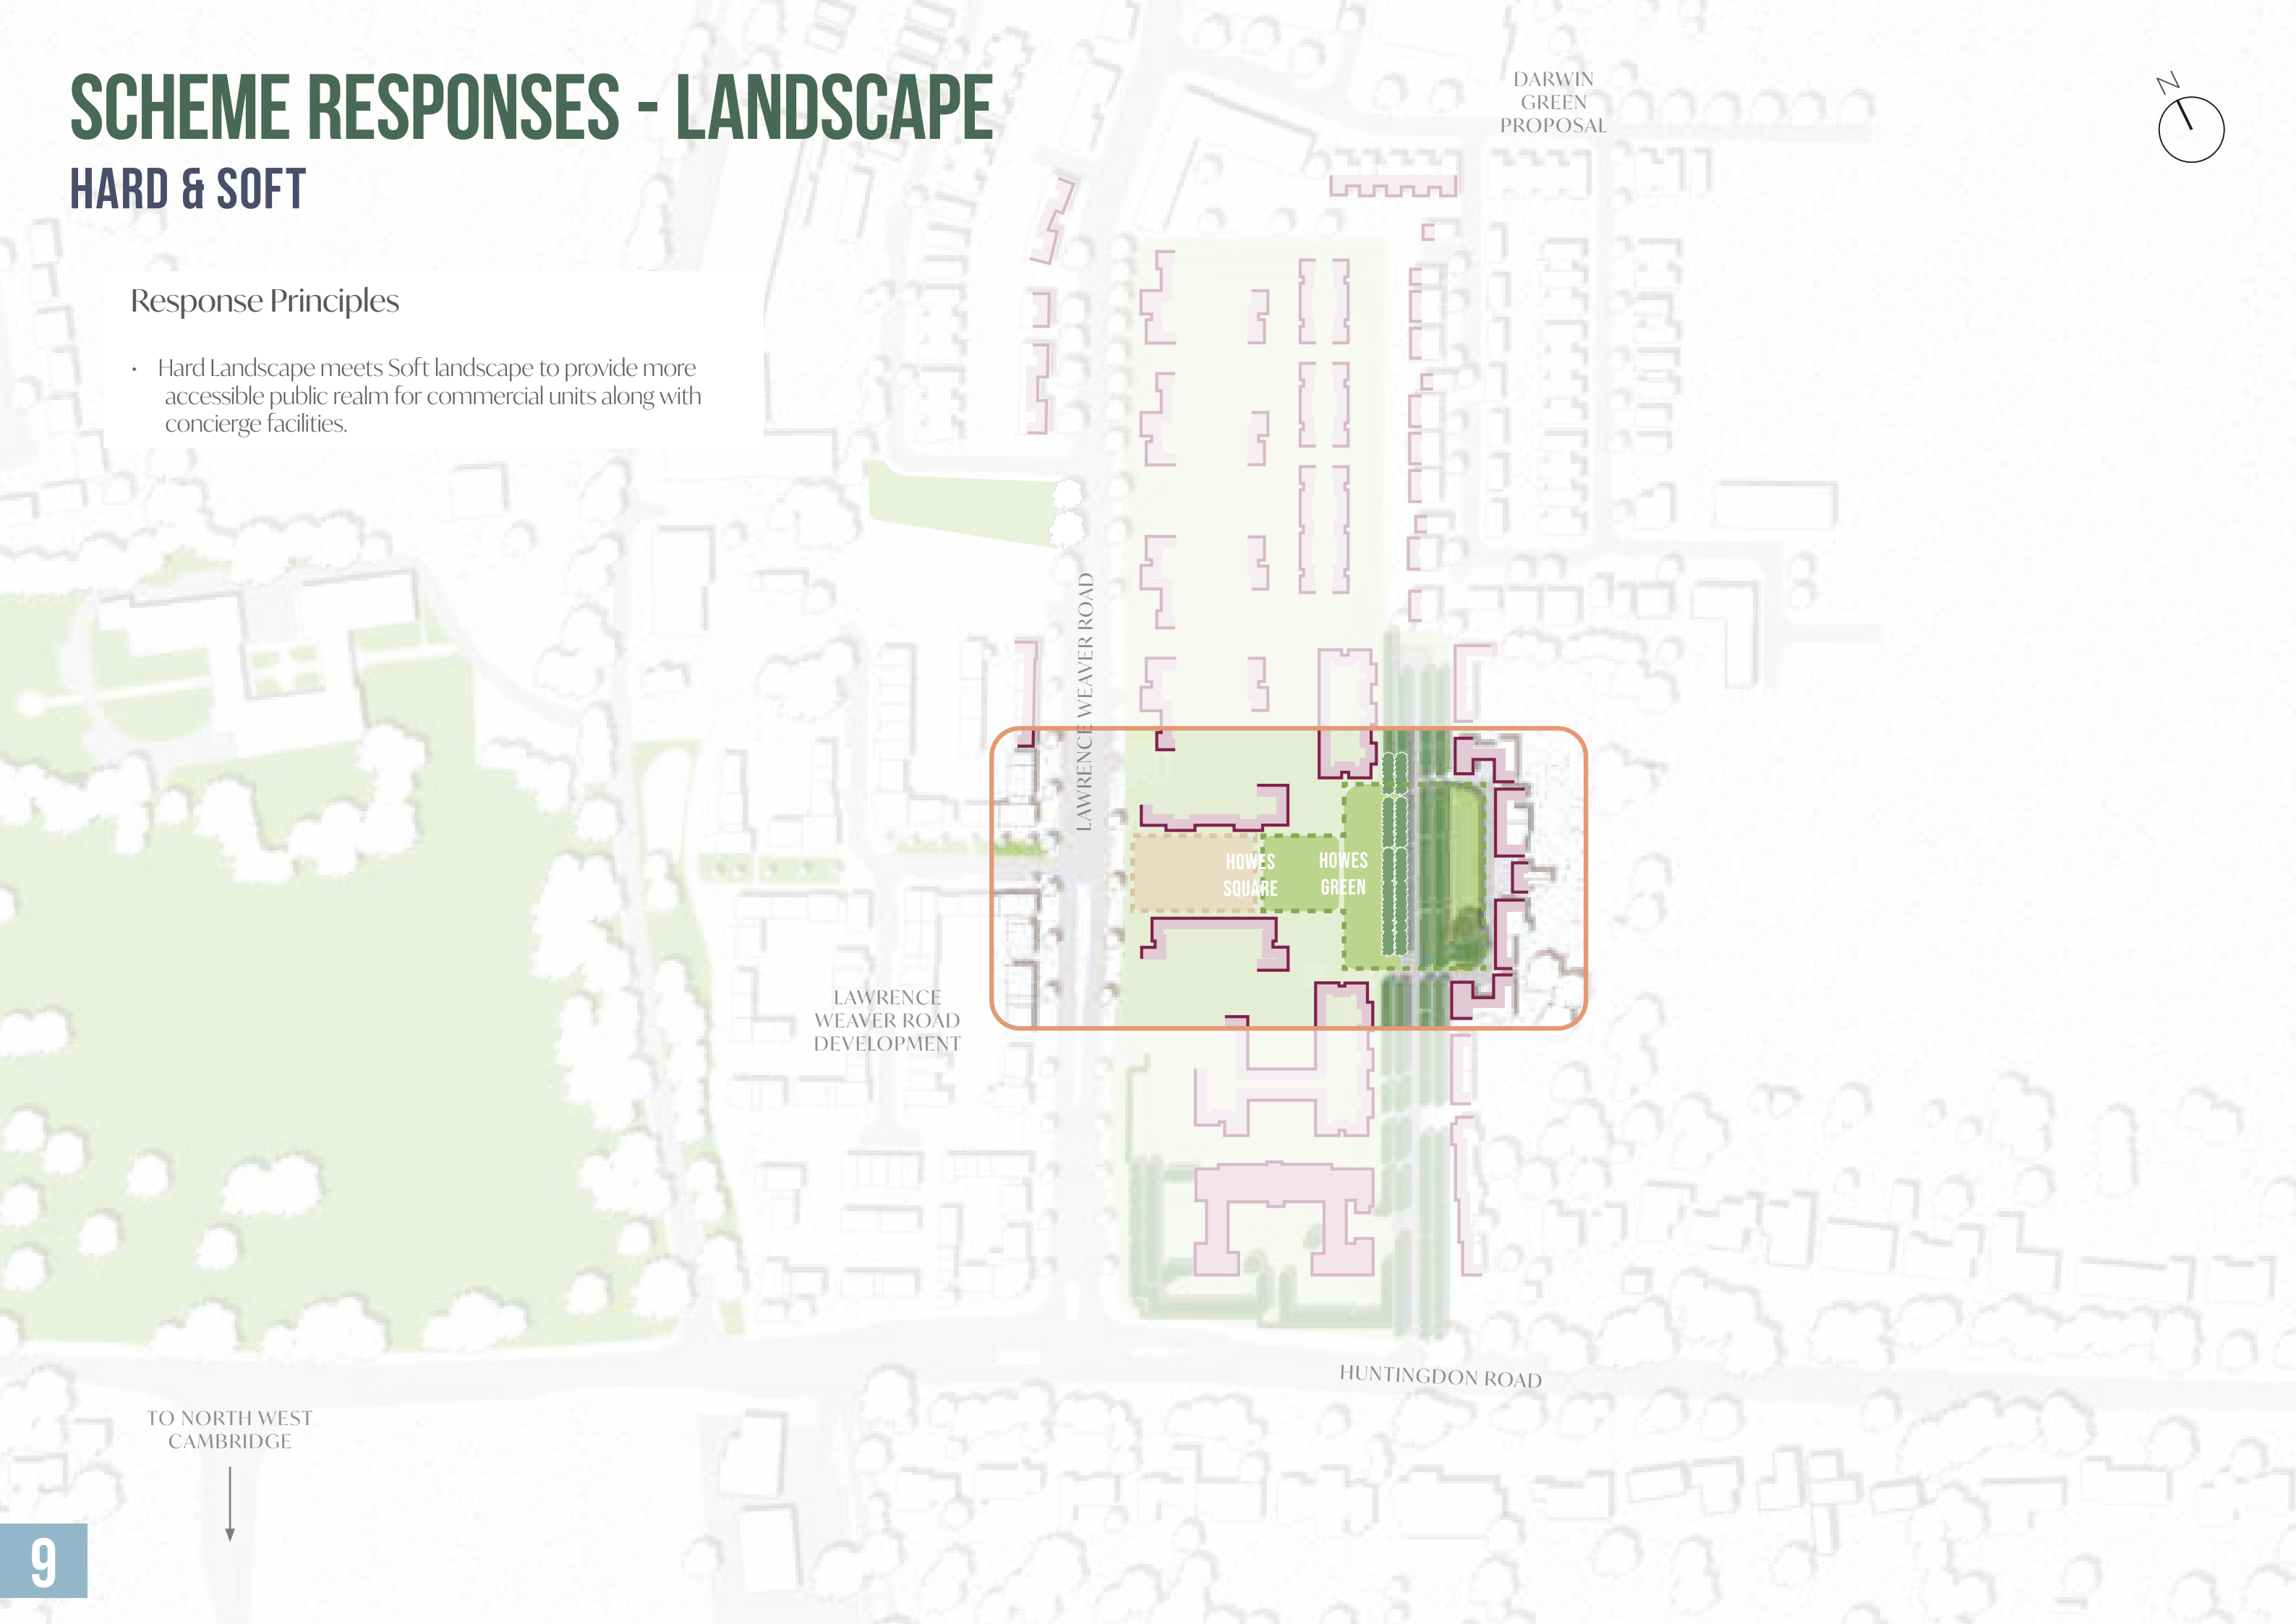 SCHEME RESPONSES - LANDSCAPE
HARD & SOFT
Response Principles
• Hard Landscape meets Soft landscape to provide more
accessible public realm for commercial units along with
concierge facilities.
DARWIN
GREEN
PROPOSAL
N
LAWRENCE WEAVER ROAD
HOWES
SQUARE
HOWES
GREEN
LAWRENCE
WEAVER ROAD
DEVELOPMENT
HUNTINGDON ROAD
TO NORTH WEST
CAMBRIDGE
9